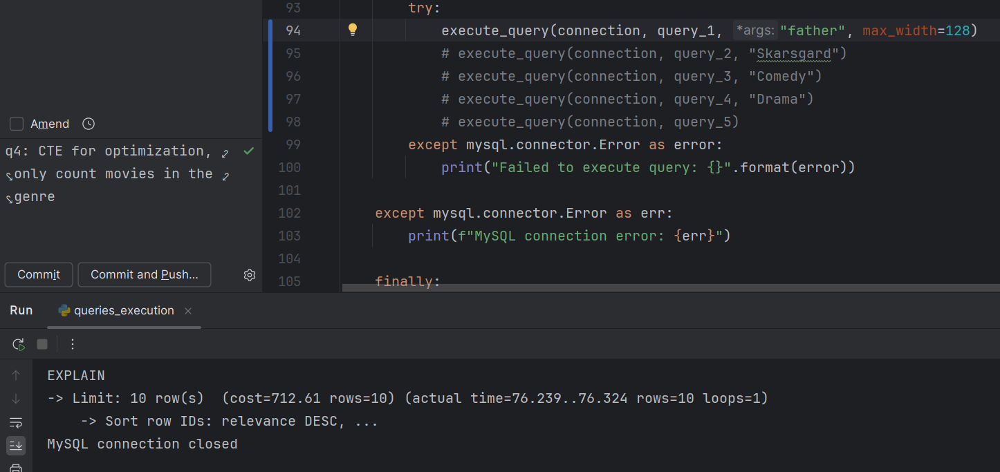 93 try:
94 execute_query(connection, query_1, *args: "father", max_width=128)
95 # execute_query(connection, query_2, "Skarsgard")
96 # execute_query(connection, query_3, "Comedy")
97 # execute_query(connection, query_4, "Drama")
98 # execute_query(connection, query_5)
99 except mysql.connector.Error as error:
100 print("Failed to execute query: {}".format(error))
101
102 except mysql.connector.Error as err:
103 print(f"MySQL connection error: {err}")
104
105 finally:
Amend
q4: CTE for optimization,
only count movies in the
genre
Commit Commit and Push...
Run queries_execution
EXPLAIN
-> Limit: 10 row(s)  (cost=712.61 rows=10) (actual time=76.239..76.324 rows=10 loops=1)
    -> Sort row IDs: relevance DESC, ...
MySQL connection closed